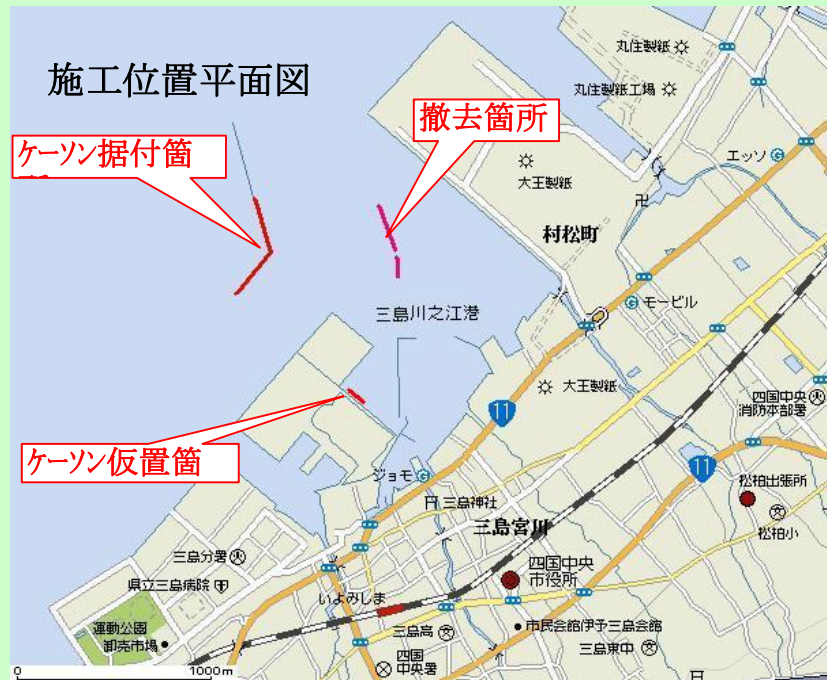 施工位置平面図
丸住製紙
丸住製紙工場
撤去箇所
ケーソン据付箇
エッソ
大王製紙
村松町
モービル
三島川之江港
大王製紙
11
四国中央
消防本部署
ケーソン仮置箇
ジョモ
11
松柏出張所
三島神社
三島宮川
松柏小
三島分署
四国中央
市役所
県立三島病院
いよみしま
運動公園
卸売市場
三島高
市民会館伊予三島会館
三島東中
四国
中央署
0
1000m